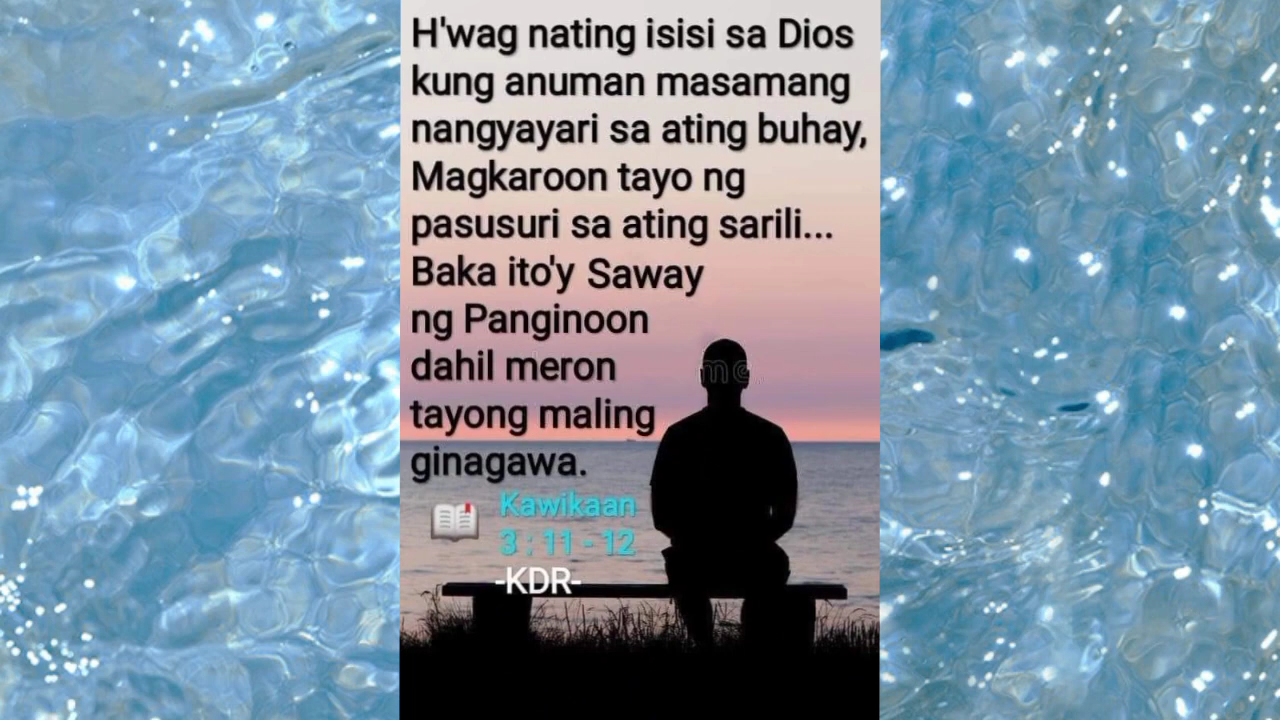 H'wag nating isisi sa Dios
kung anuman masamang
nangyayari sa ating buhay,
Magkaroon tayo ng
pasusuri sa ating sarili...
Baka ito'y Saway
ng Panginoon
dahil meron
tayong maling
ginagawa.
Kawikaan
3 : 11 - 12
-KDR-